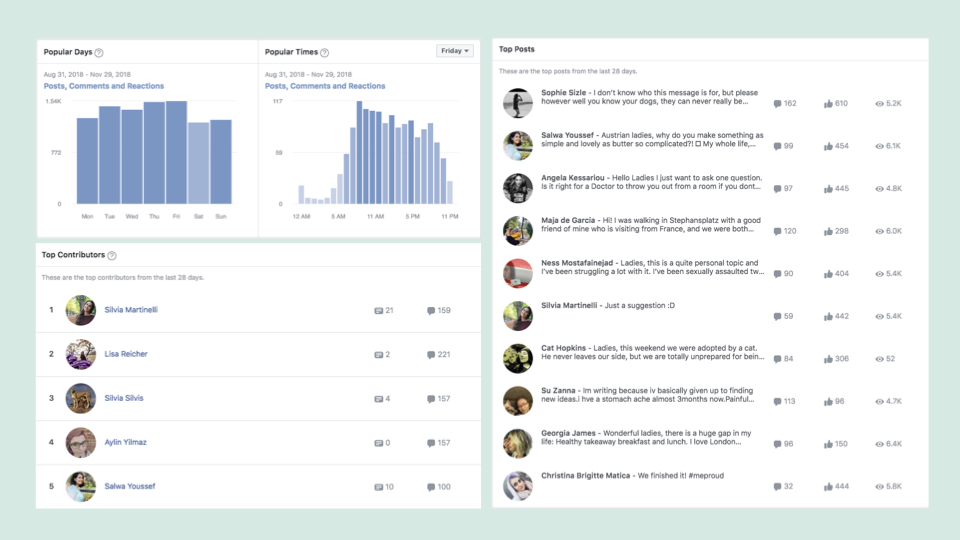 Popular Days
Aug 31, 2018 - Nov 29, 2018
Posts, Comments and Reactions
1.54K
772
0
Mon Tue Wed Thu Fri Sat Sun
Popular Times
Friday
Aug 31, 2018 - Nov 29, 2018
Posts, Comments and Reactions
117
59
0
12 AM 5 AM 11 AM 5 PM 11 PM
Top Contributors
These are the top contributors from the last 28 days.
1 Silvia Martinelli 21 159
2 Lisa Reicher 2 221
3 Silvia Silvis 4 157
4 Aylin Yilmaz 0 157
5 Salwa Youssef 10 100
Top Posts
These are the top posts from the last 28 days.
Sophie Sizle - I don't know who this message is for, but please
however well you know your dogs, they can never really be...
162 610 5.2K
Salwa Youssef - Austrian ladies, why do you make something as
simple and lovely as butter so complicated?! □ My whole life,...
99 454 6.1K
Angela Kessariou - Hello Ladies I just want to ask one question.
Is it right for a Doctor to throw you out from a room if you dont...
97 445 4.8K
Maja de Garcia - Hi! I was walking in Stephansplatz with a good
friend of mine who is visiting from France, and we were both...
120 298 6.0K
Ness Mostafainejad - Ladies, this is a quite personal topic and
I've been struggling a lot with it. I've been sexually assaulted tw...
90 404 5.4K
Silvia Martinelli - Just a suggestion :D
59 442 5.4K
Cat Hopkins - Ladies, this weekend we were adopted by a cat.
He never leaves our side, but we are totally unprepared for bein...
84 306 52
Su Zanna - Im writing because iv basically given up to finding
new ideas.i hve a stomach ache almost 3months now.Painful...
113 96 4.7K
Georgia James - Wonderful ladies, there is a huge gap in my
life: Healthy takeaway breakfast and lunch. I love London...
96 150 6.4K
Christina Brigitte Matica - We finished it! #meproud
32 444 5.8K